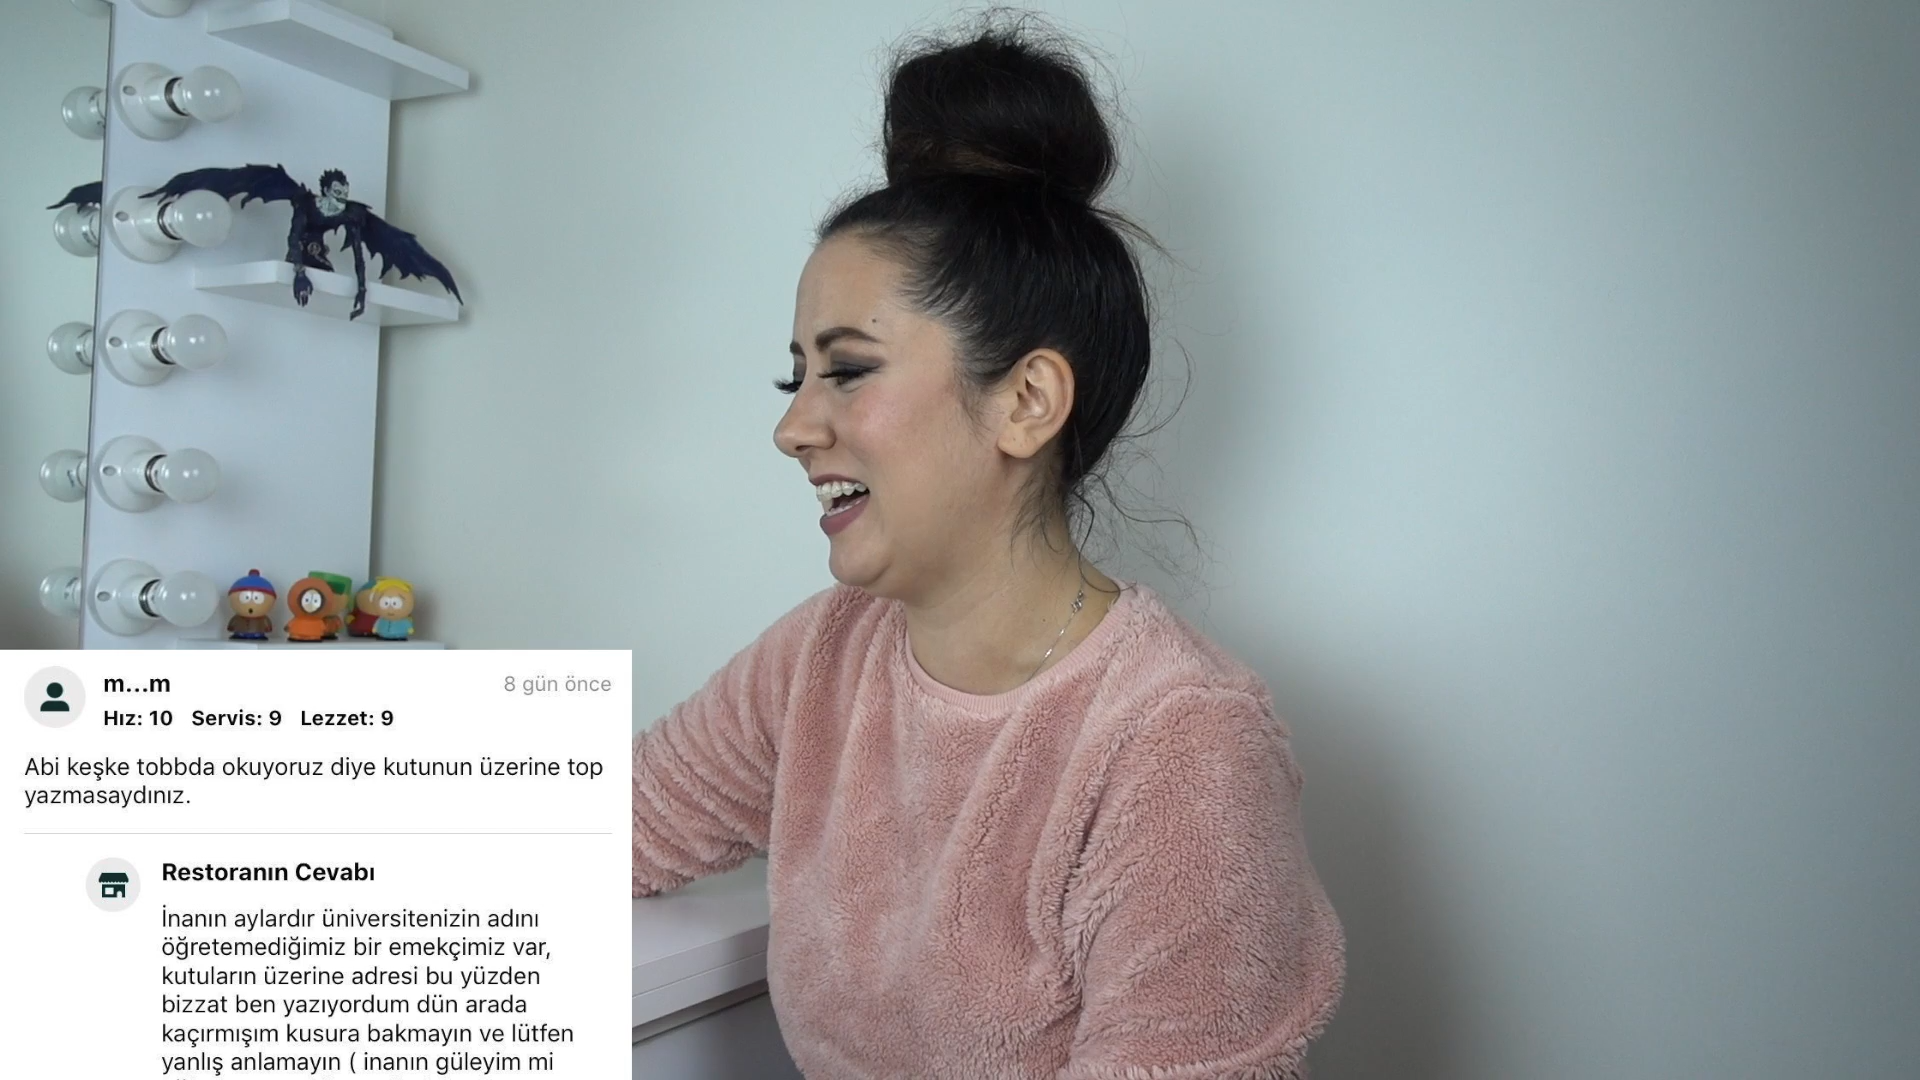 m...m
8 gün önce
Hız: 10 Servis: 9 Lezzet: 9
Abi keşke tobbda okuyoruz diye kutunun üzerine top
yazmasaydınız.
Restoranın Cevabı
İnanın aylardır üniversitenizin adını
öğretemediğimiz bir emekçimiz var,
kutuların üzerine adresi bu yüzden
bizzat ben yazıyordum dün arada
kaçırmışım kusura bakmayın ve lütfen
yanlış anlamayın ( inanın güleyim mi